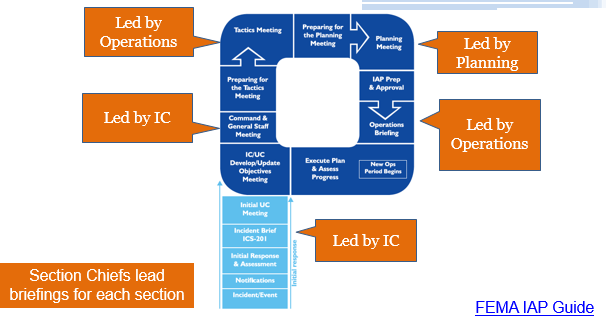 Led by
Operations
Tactics Meeting
Preparing for
the Planning
Meeting
Planning
Meeting
Led by
Planning
Preparing for
the Tactics
Meeting
IAP Prep
& Approval
Led by IC
Command &
General Staff
Meeting
Operations
Briefing
Led by
Operations
IC/UC
Develop/Update
Objectives
Meeting
Execute Plan
& Assess
Progress
New Ops
Period Begins
Initial UC
Meeting
Incident Brief
ICS-201
Initial Response
& Assessment
Notifications
Incident/Event
Initial response
Led by IC
Section Chiefs lead
briefings for each section
FEMA IAP Guide